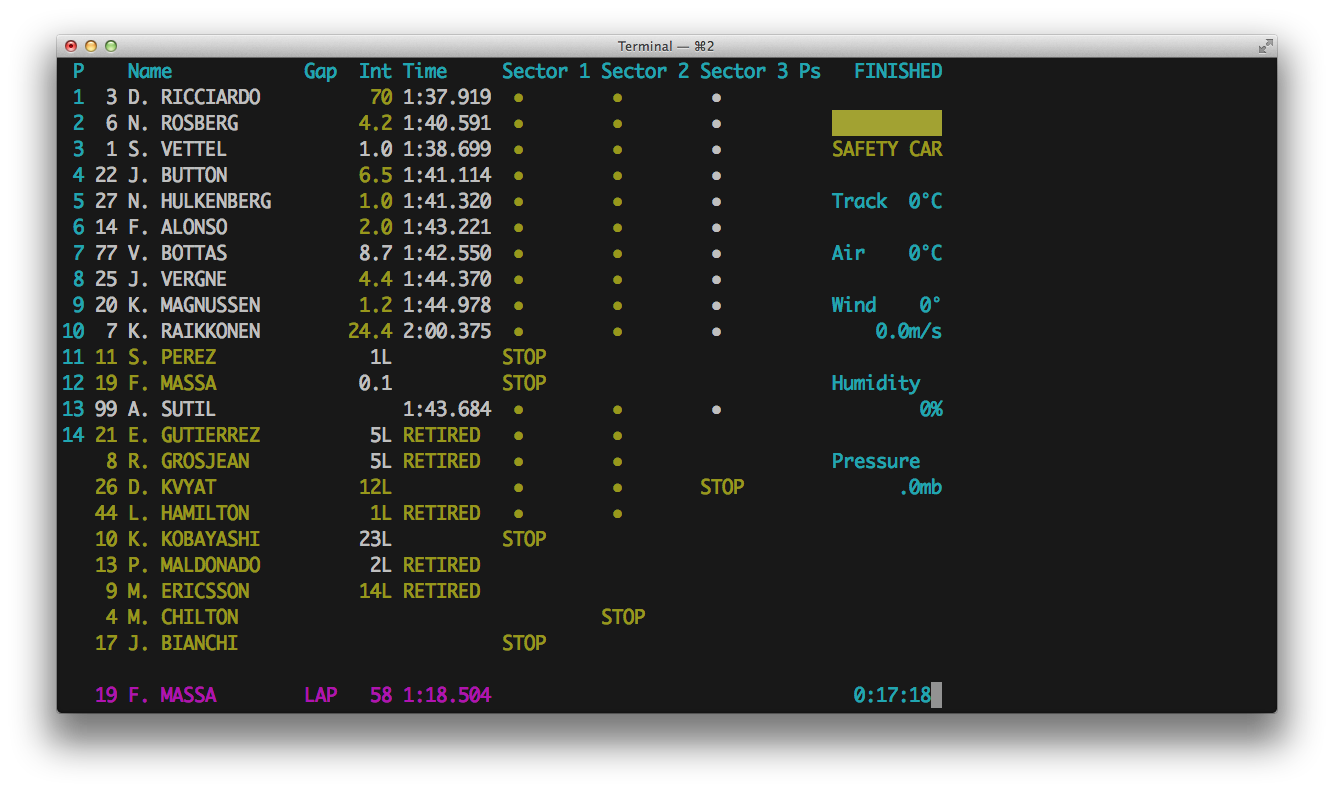 Terminal — ⌘2
P Name Gap Int Time Sector 1 Sector 2 Sector 3 Ps FINISHED
1 3 D. RICCIARDO 70 1:37.919 • • •
2 6 N. ROSBERG 4.2 1:40.591 • • •
3 1 S. VETTEL 1.0 1:38.699 • • • SAFETY CAR
4 22 J. BUTTON 6.5 1:41.114 • • •
5 27 N. HULKENBERG 1.0 1:41.320 • • • Track 0°C
6 14 F. ALONSO 2.0 1:43.221 • • •
7 77 V. BOTTAS 8.7 1:42.550 • • • Air 0°C
8 25 J. VERGNE 4.4 1:44.370 • • •
9 20 K. MAGNUSSEN 1.2 1:44.978 • • • Wind 0°
10 7 K. RAIKKONEN 24.4 2:00.375 • • • 0.0m/s
11 11 S. PEREZ 1L STOP
12 19 F. MASSA 0.1 STOP Humidity
13 99 A. SUTIL 1:43.684 • • • 0%
14 21 E. GUTIERREZ 5L RETIRED • •
8 R. GROSJEAN 5L RETIRED • • Pressure
26 D. KVYAT 12L • • STOP .0mb
44 L. HAMILTON 1L RETIRED • •
10 K. KOBAYASHI 23L STOP
13 P. MALDONADO 2L RETIRED
9 M. ERICSSON 14L RETIRED
4 M. CHILTON STOP
17 J. BIANCHI STOP
19 F. MASSA LAP 58 1:18.504 0:17:18